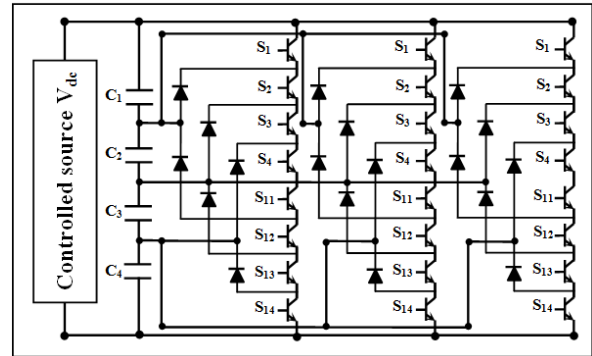 Controlled source Vdc
C1
C2
C3
C4
S1
S2
S3
S4
S11
S12
S13
S14
S1
S2
S3
S4
S11
S12
S13
S14
S1
S2
S3
S4
S11
S12
S13
S14